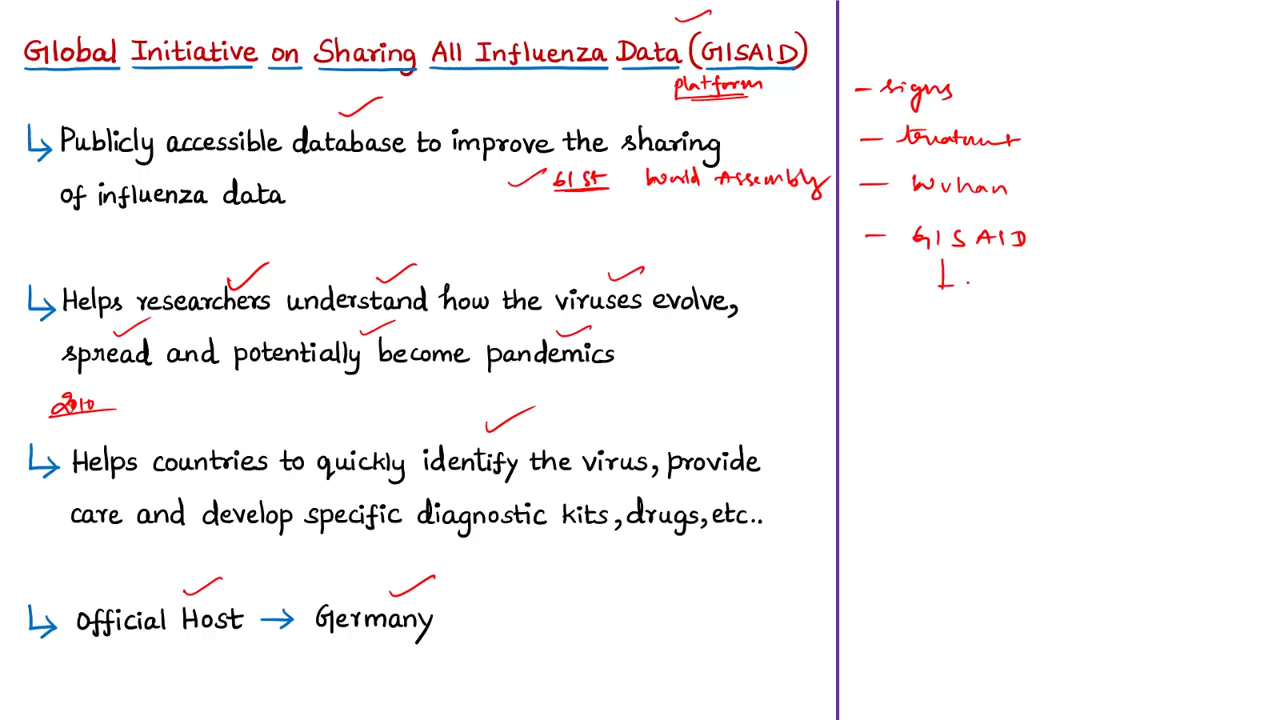 Global Initiative on Sharing All Influenza Data (GISAID)
platform
Publicly accessible database to improve the sharing
of influenza data
61st World Assembly
Helps researchers understand how the viruses evolve,
spread and potentially become pandemics
2010
Helps countries to quickly identify the virus, provide
care and develop specific diagnostic kits, drugs, etc..
Official Host → Germany
- signs
- treatment
- Wuhan
- GISAID